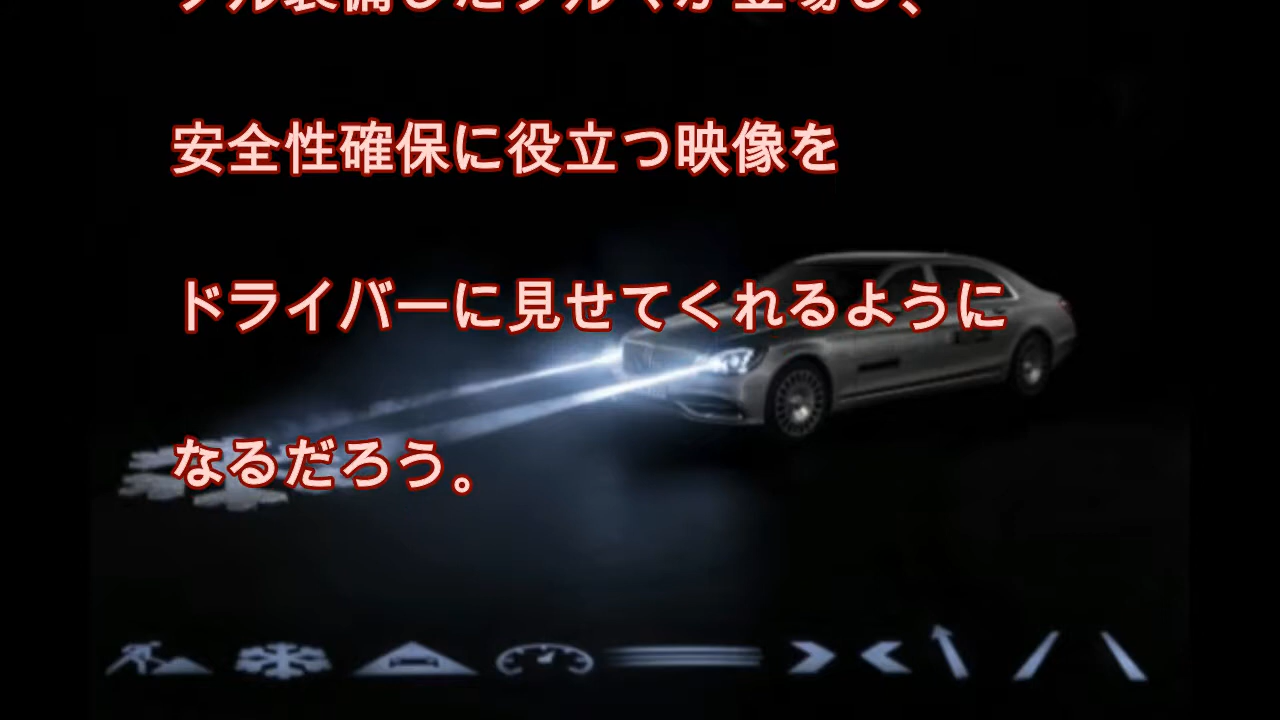 安全性確保に役立つ映像を
ドライバーに見せてくれるように
なるだろう。